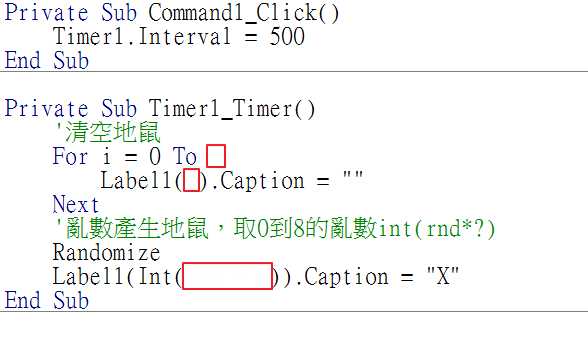 Private Sub Command1_Click()
Timer1.Interval = 500
End Sub
Private Sub Timer1_Timer()
'清空地鼠
For i = 0 To
Label1( ).Caption = ""
Next
'亂數產生地鼠，取0到8的亂數int(rnd*?)
Randomize
Label1(Int( )).Caption = "X"
End Sub